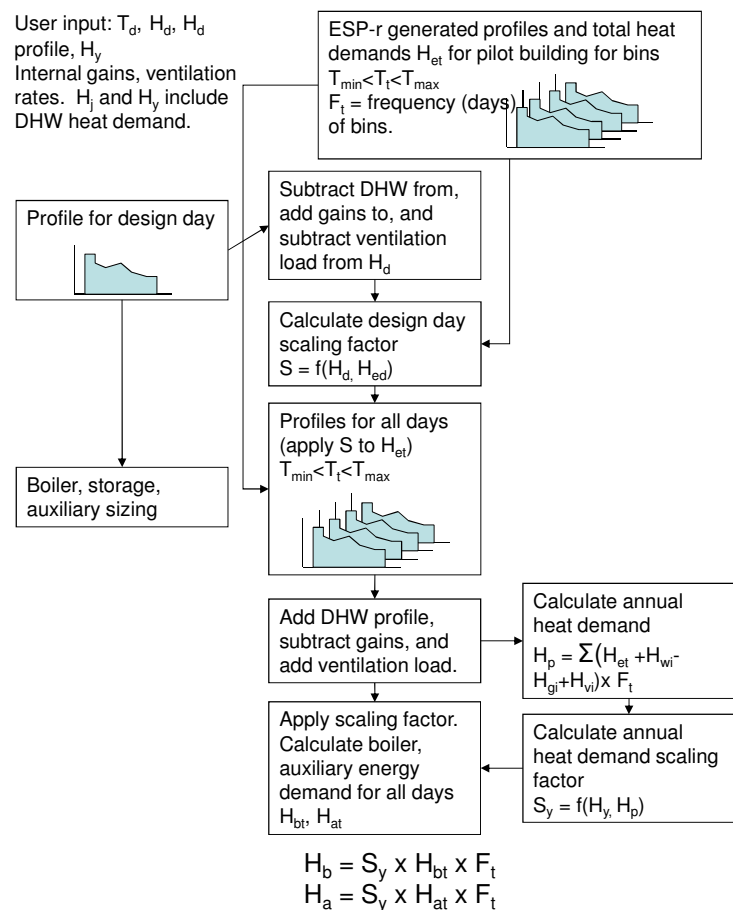 User input: T_d, H_d, H_d
profile, H_y
Internal gains, ventilation
rates. H_j and H_y include
DHW heat demand.
ESP-r generated profiles and total heat
demands H_et for pilot building for bins
T_min<T_t<T_max
F_t = frequency (days)
of bins.
Profile for design day
Subtract DHW from,
add gains to, and
subtract ventilation
load from H_d
Calculate design day
scaling factor
S = f(H_d, H_ed)
Profiles for all days
(apply S to H_et)
T_min<T_t<T_max
Boiler, storage,
auxiliary sizing
Add DHW profile,
subtract gains, and
add ventilation load.
Calculate annual
heat demand
H_p = Σ(H_et +H_wi-
H_gi+H_vi)x F_t
Apply scaling factor.
Calculate boiler,
auxiliary energy
demand for all days
H_bt, H_at
Calculate annual
heat demand scaling
factor
S_y = f(H_y, H_p)
H_b = S_y x H_bt x F_t
H_a = S_y x H_at x F_t